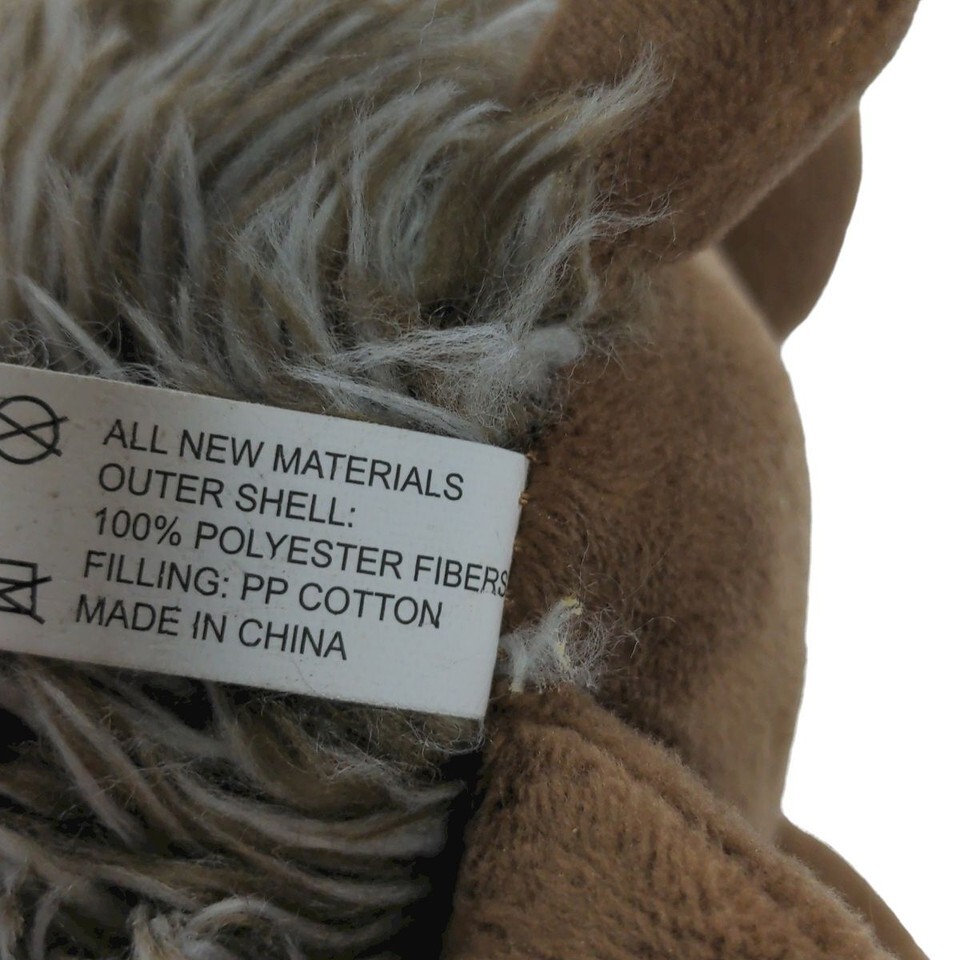 ALL NEW MATERIALS
OUTER SHELL:
100% POLYESTER FIBERS
FILLING: PP COTTON
MADE IN CHINA